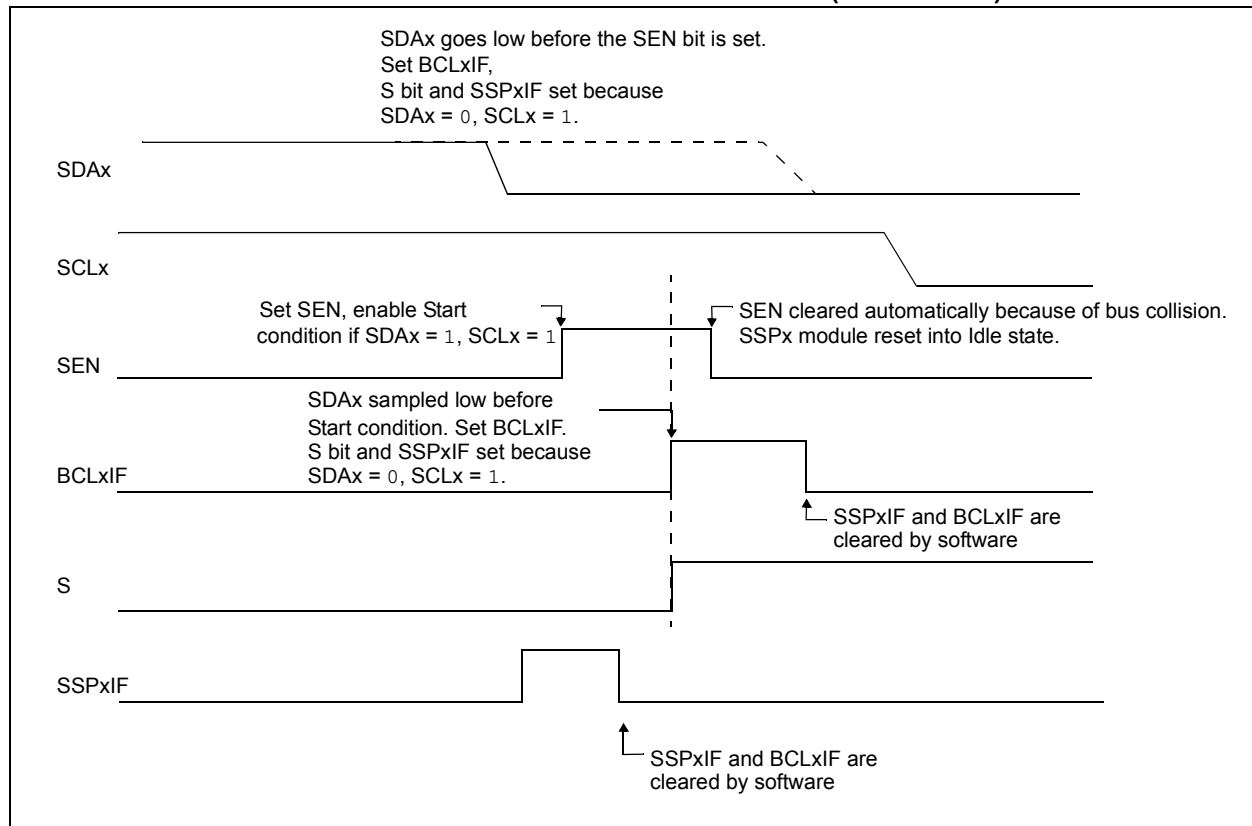 SDAx goes low before the SEN bit is set.
Set BCLxIF,
S bit and SSPxIF set because
SDAx = 0, SCLx = 1.
SDAx
SCLx
Set SEN, enable Start
condition if SDAx = 1, SCLx = 1
SEN cleared automatically because of bus collision.
SSPx module reset into Idle state.
SEN
SDAx sampled low before
Start condition. Set BCLxIF.
S bit and SSPxIF set because
SDAx = 0, SCLx = 1.
BCLxIF
SSPxIF and BCLxIF are
cleared by software
S
SSPxIF
SSPxIF and BCLxIF are
cleared by software